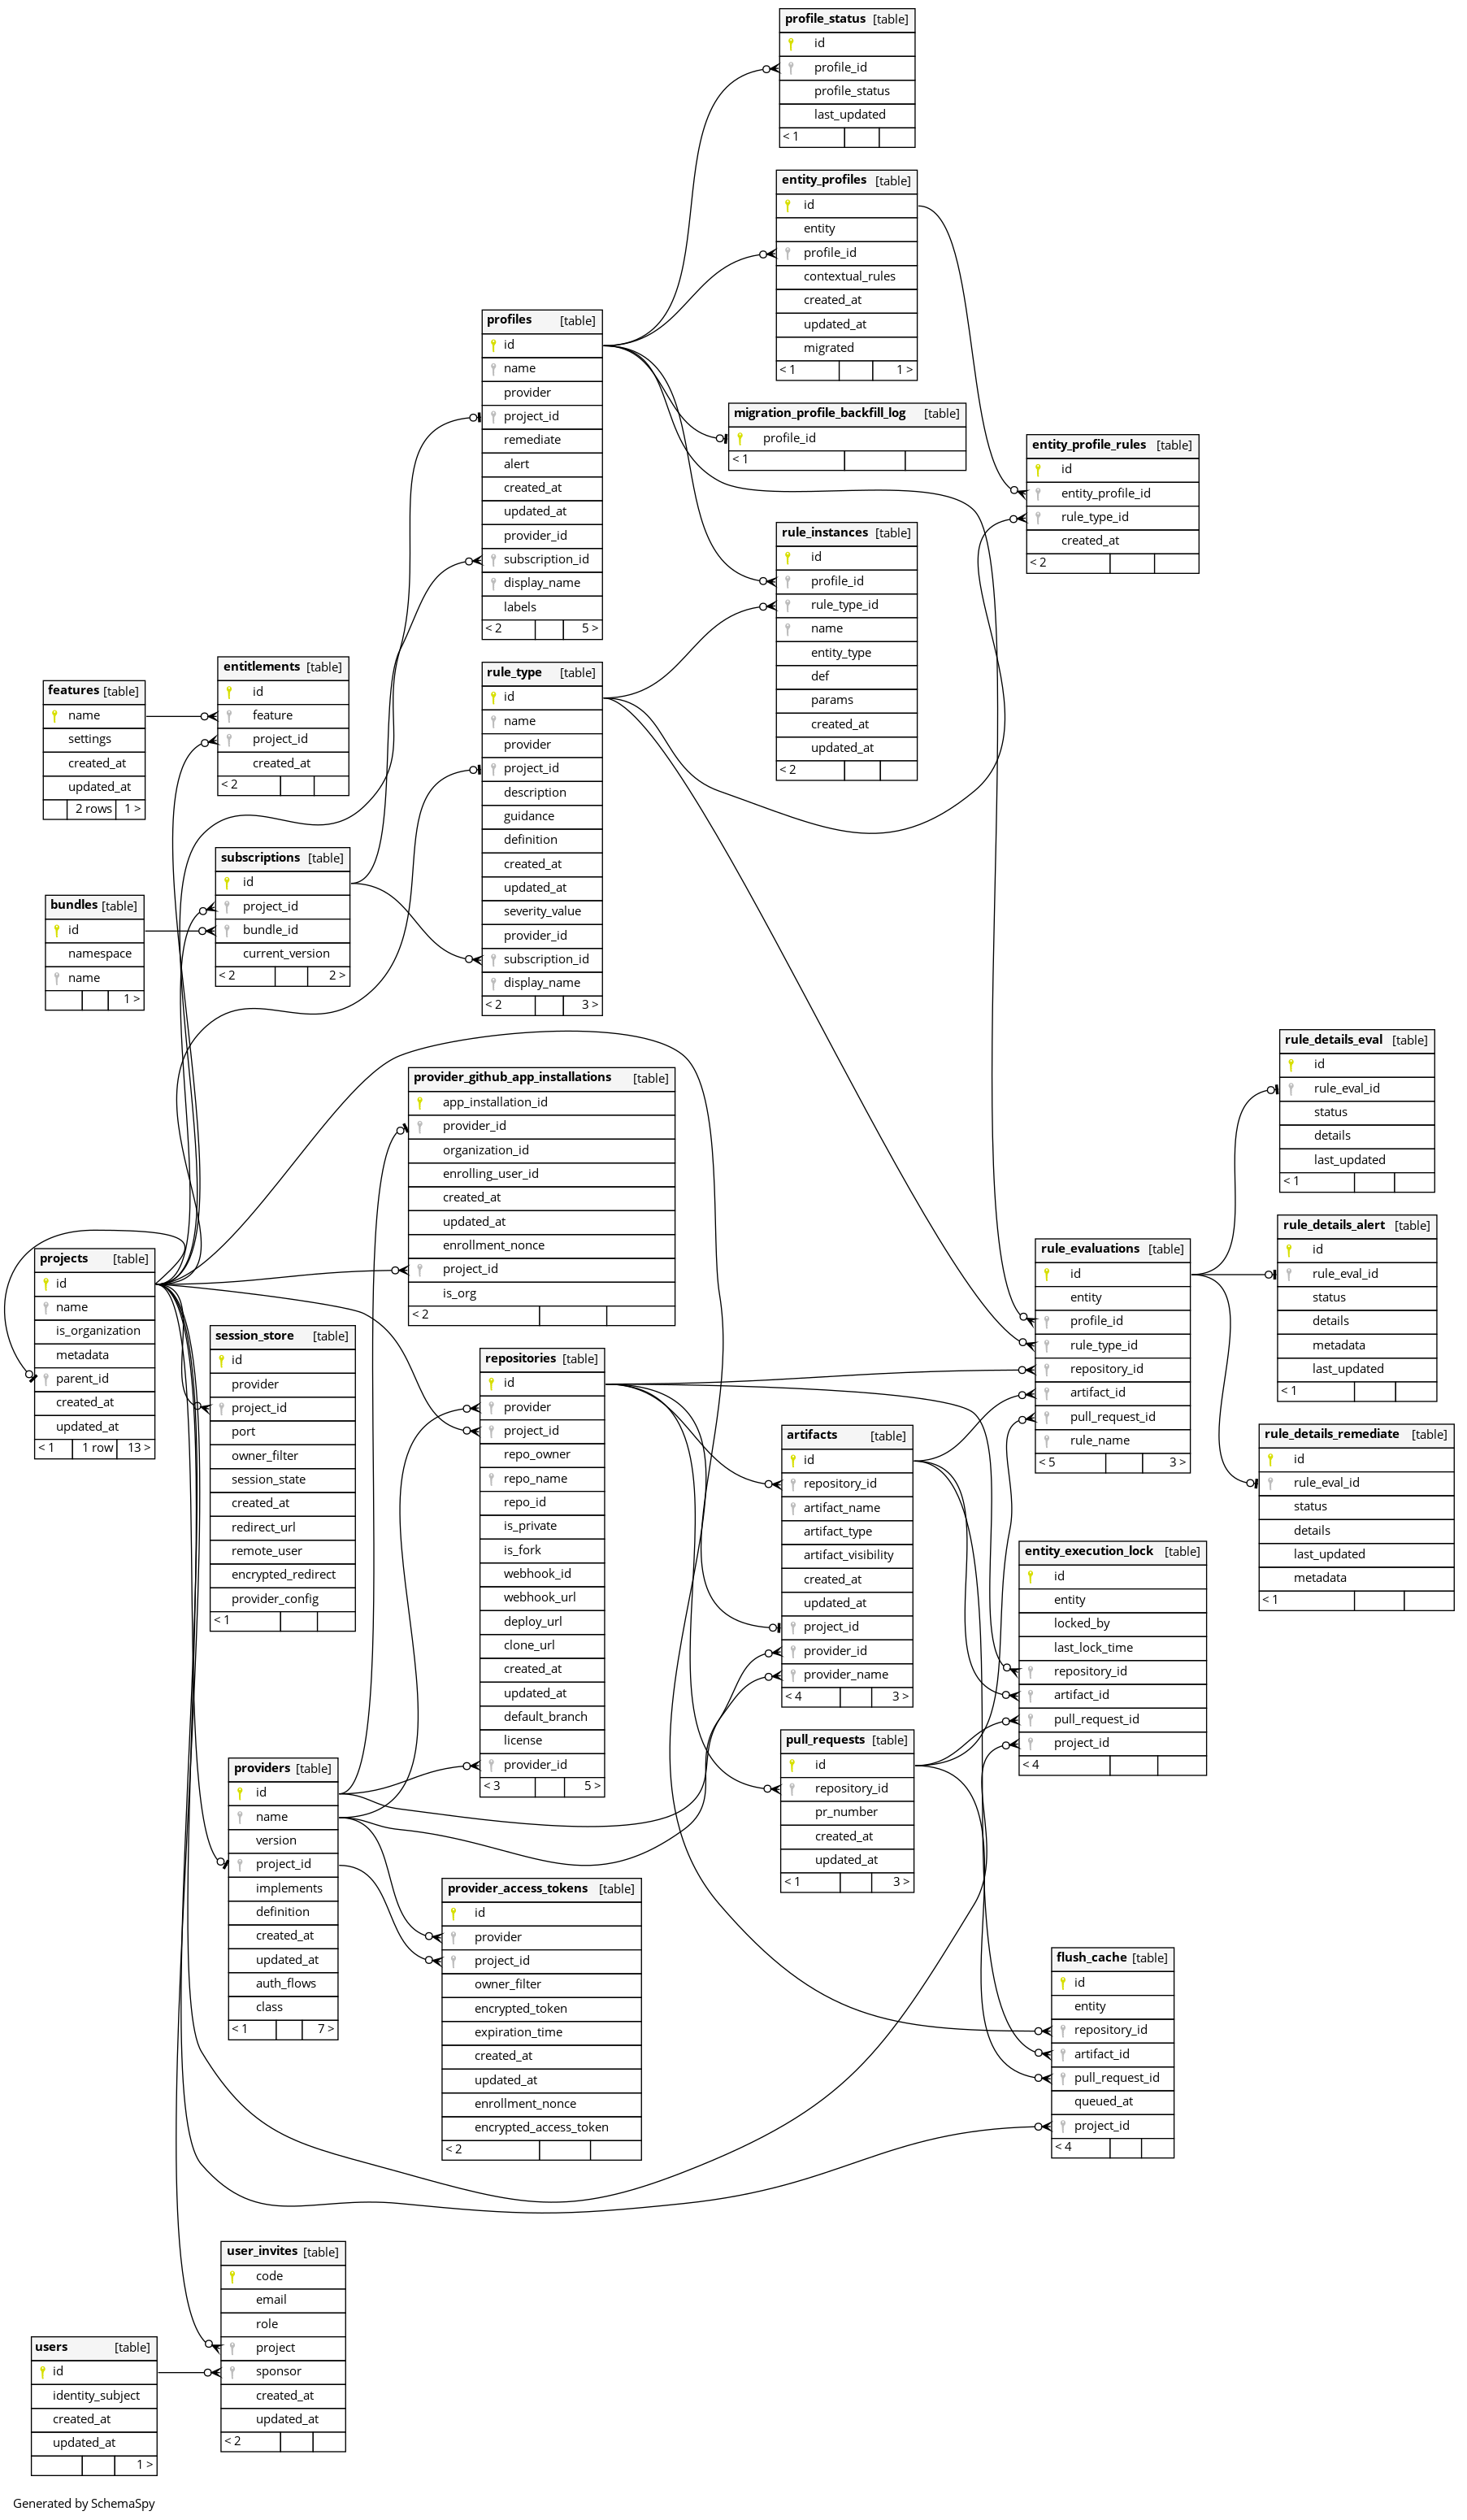 profile_status [table]
id
profile_id
profile_status
last_updated
< 1
entity_profiles [table]
id
entity
profile_id
contextual_rules
created_at
updated_at
migrated
< 1 1 >
profiles [table]
id
name
provider
project_id
remediate
alert
created_at
updated_at
provider_id
subscription_id
display_name
labels
< 2 5 >
migration_profile_backfill_log [table]
profile_id
< 1
entity_profile_rules [table]
id
entity_profile_id
rule_type_id
created_at
< 2
rule_instances [table]
id
profile_id
rule_type_id
name
entity_type
def
params
created_at
updated_at
< 2
entitlements [table]
id
feature
project_id
created_at
< 2
features [table]
name
settings
created_at
updated_at
2 rows 1 >
rule_type [table]
id
name
provider
project_id
description
guidance
definition
created_at
updated_at
severity_value
provider_id
subscription_id
display_name
< 2 3 >
subscriptions [table]
id
project_id
bundle_id
current_version
< 2 2 >
bundles [table]
id
namespace
name
1 >
provider_github_app_installations [table]
app_installation_id
provider_id
organization_id
enrolling_user_id
created_at
updated_at
enrollment_nonce
project_id
is_org
< 2
rule_details_eval [table]
id
rule_eval_id
status
details
last_updated
< 1
rule_details_alert [table]
id
rule_eval_id
status
details
metadata
last_updated
< 1
rule_evaluations [table]
id
entity
profile_id
rule_type_id
repository_id
artifact_id
pull_request_id
rule_name
< 5 3 >
projects [table]
id
name
is_organization
metadata
parent_id
created_at
updated_at
< 1 1 row 13 >
session_store [table]
id
provider
project_id
port
owner_filter
session_state
created_at
redirect_url
remote_user
encrypted_redirect
provider_config
< 1
repositories [table]
id
provider
project_id
repo_owner
repo_name
repo_id
is_private
is_fork
webhook_id
webhook_url
deploy_url
clone_url
created_at
updated_at
default_branch
license
provider_id
< 3 5 >
artifacts [table]
id
repository_id
artifact_name
artifact_type
artifact_visibility
created_at
updated_at
project_id
provider_id
provider_name
< 4 3 >
rule_details_remediate [table]
id
rule_eval_id
status
details
last_updated
metadata
< 1
entity_execution_lock [table]
id
entity
locked_by
last_lock_time
repository_id
artifact_id
pull_request_id
project_id
< 4
pull_requests [table]
id
repository_id
pr_number
created_at
updated_at
< 1 3 >
providers [table]
id
name
version
project_id
implements
definition
created_at
updated_at
auth_flows
class
< 1 7 >
provider_access_tokens [table]
id
provider
project_id
owner_filter
encrypted_token
expiration_time
created_at
updated_at
enrollment_nonce
encrypted_access_token
< 2
flush_cache [table]
id
entity
repository_id
artifact_id
pull_request_id
queued_at
project_id
< 4
user_invites [table]
code
email
role
project
sponsor
created_at
updated_at
< 2
users [table]
id
identity_subject
created_at
updated_at
1 >
Generated by SchemaSpy